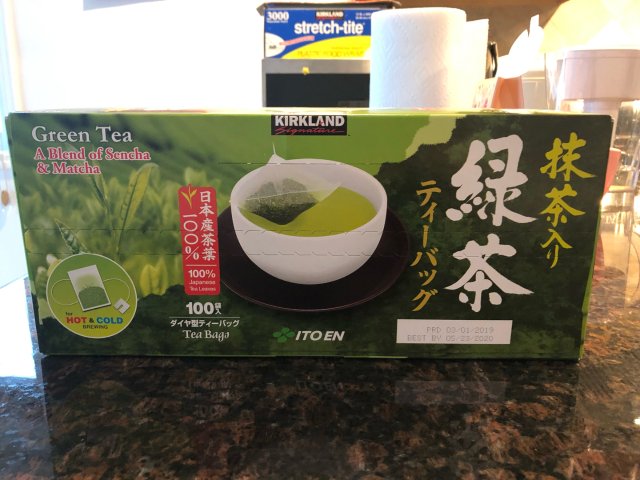 3000
KIRKLAND
stretch-tite®
Green Tea
A Blend of Sencha
& Matcha
KIRKLAND
Signature
抹茶入り
緑茶
ティーバッグ
日本産茶葉
一〇〇%
100%
Japanese
Tea Leaves
100袋入
ダイヤ型ティーバッグ
Tea Bags
for
HOT & COLD
BREWING
ITO EN
PRD 03-01-2019
BEST BY 05-23-2020